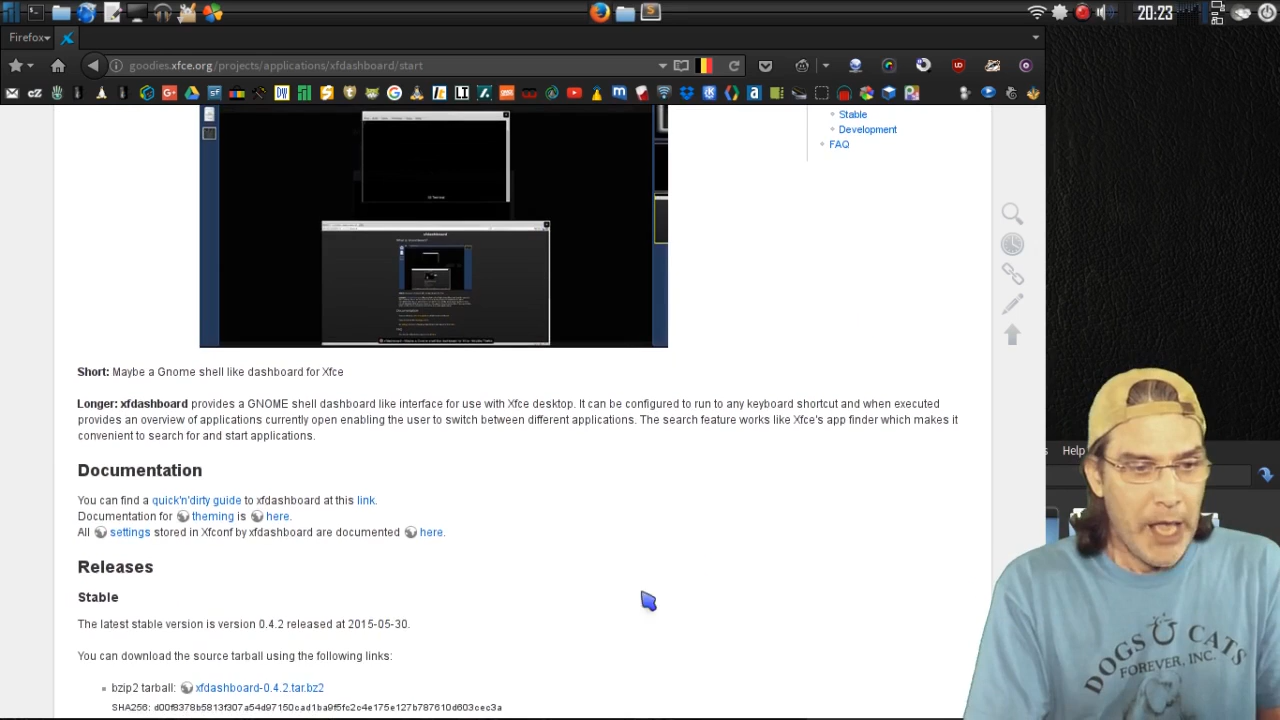 20:23
Firefox
goodies.xfce.org/projects/applications/xfdashboard/start
Stable
Development
FAQ
Short: Maybe a Gnome shell like dashboard for Xfce
Longer: xfdashboard provides a GNOME shell dashboard like interface for use with Xfce desktop. It can be configured to run to any keyboard shortcut and when executed
provides an overview of applications currently open enabling the user to switch between different applications. The search feature works like Xfce's app finder which makes it
convenient to search for and start applications.
Help
Documentation
You can find a quick'n'dirty guide to xfdashboard at this link.
Documentation for theming is here.
All settings stored in Xfconf by xfdashboard are documented here.
Releases
Stable
The latest stable version is version 0.4.2 released at 2015-05-30.
You can download the source tarball using the following links:
bzip2 tarball: xfdashboard-0.4.2.tar.bz2
SHA256: d00f8378b5813f307a54d97150cad1ba9f5fc2c4e175e127b787610d603cec3a
DOGS & CATS
FOREVER, INC.